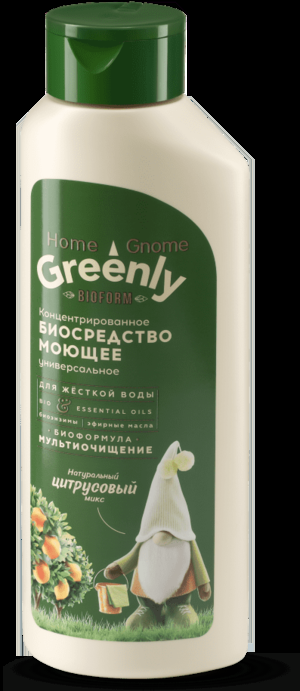 Home Gnome
Greenly
BIOFORM
Концентрированное
БИОСРЕДСТВО
МОЮЩЕЕ
универсальное
ДЛЯ ЖЁСТКОЙ ВОДЫ
BIO & ESSENTIAL OILS
биоэнзимы | эфирные масла
· БИОФОРМУЛА ·
МУЛЬТИОЧИЩЕНИЕ
Натуральный
цитрусовый
микс